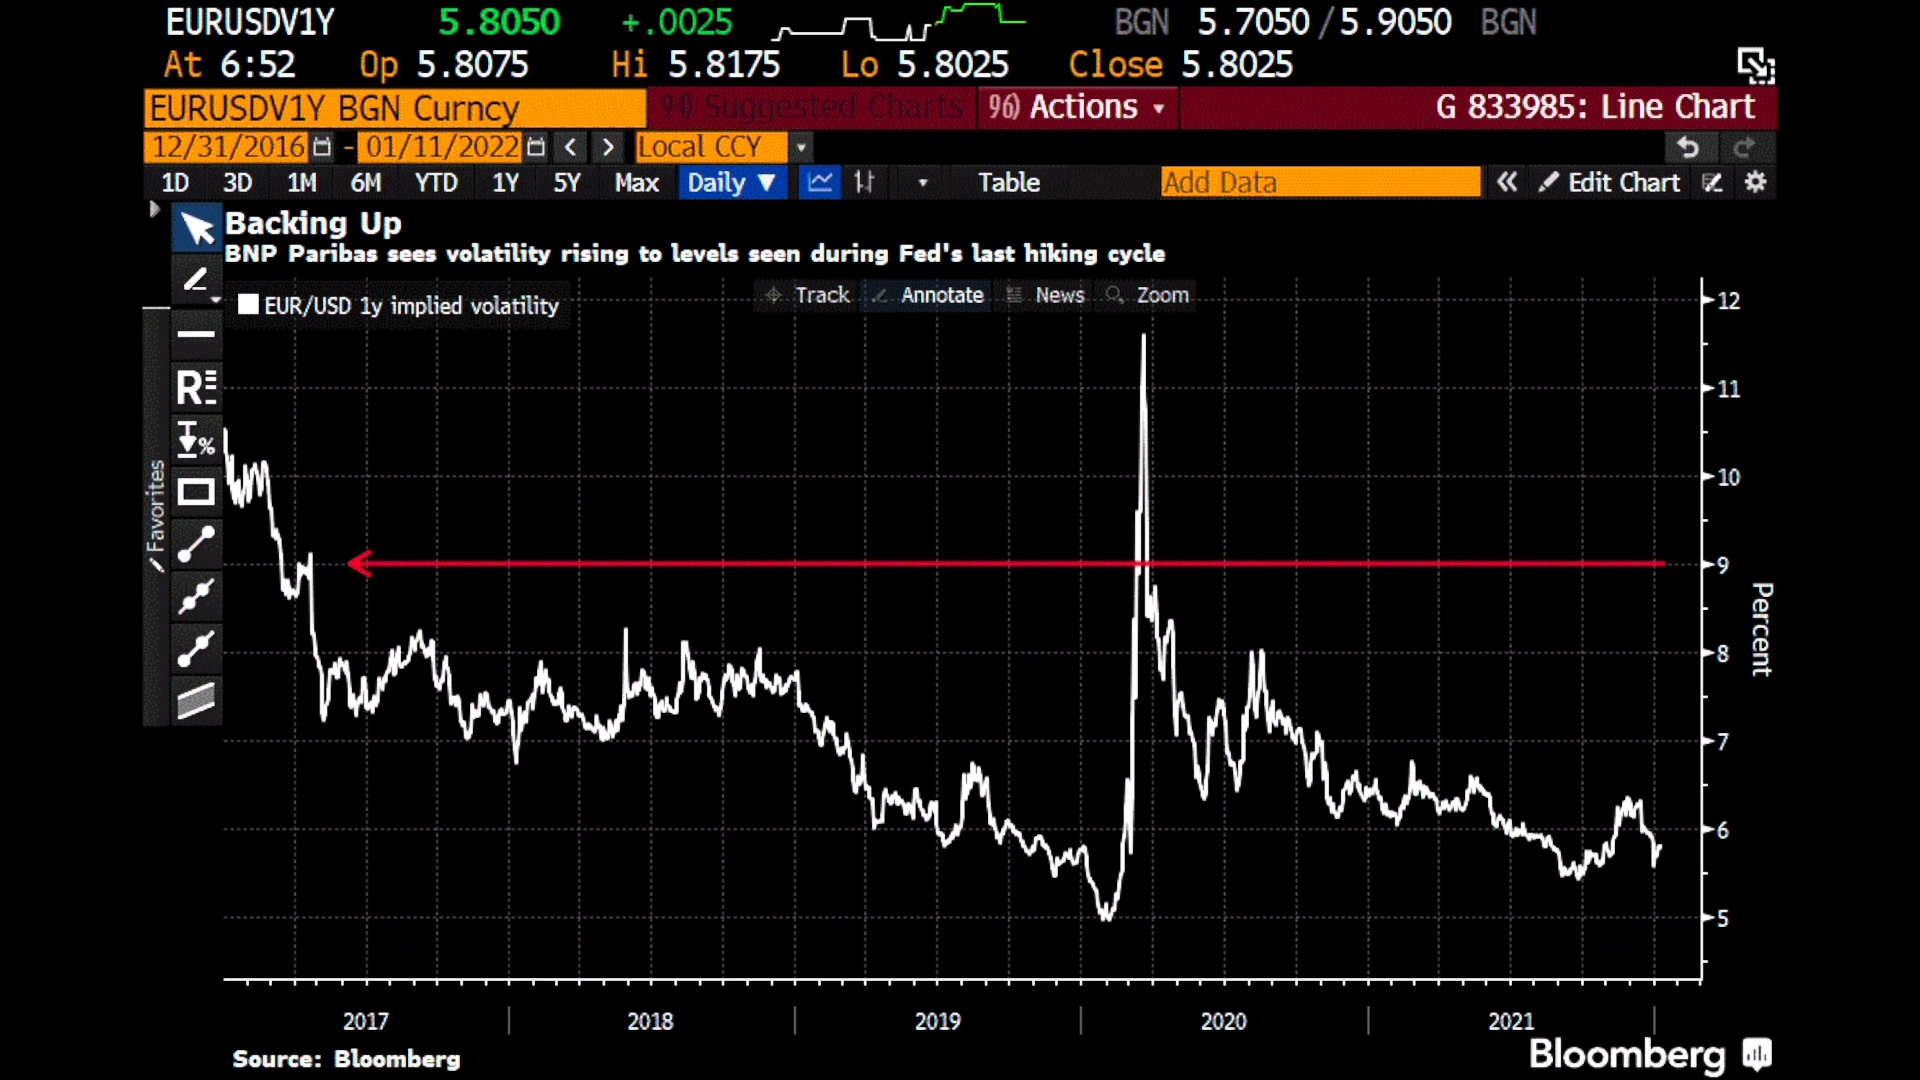 EURUSDV1Y 5.8050 +.0025 BGN 5.7050 / 5.9050 BGN
At 6:52 Op 5.8075 Hi 5.8175 Lo 5.8025 Close 5.8025
EURUSDV1Y BGN Curncy 94) Suggested Charts 96) Actions G 833985: Line Chart
12/31/2016 - 01/11/2022 < > Local CCY
1D 3D 1M 6M YTD 1Y 5Y Max Daily ▼ Table Add Data « Edit Chart
Backing Up
BNP Paribas sees volatility rising to levels seen during Fed's last hiking cycle
Track Annotate News Zoom
EUR/USD 1y implied volatility
R
%
Favorites
12
11
10
9
8
7
6
5
Percent
2017 2018 2019 2020 2021
Source: Bloomberg
Bloomberg